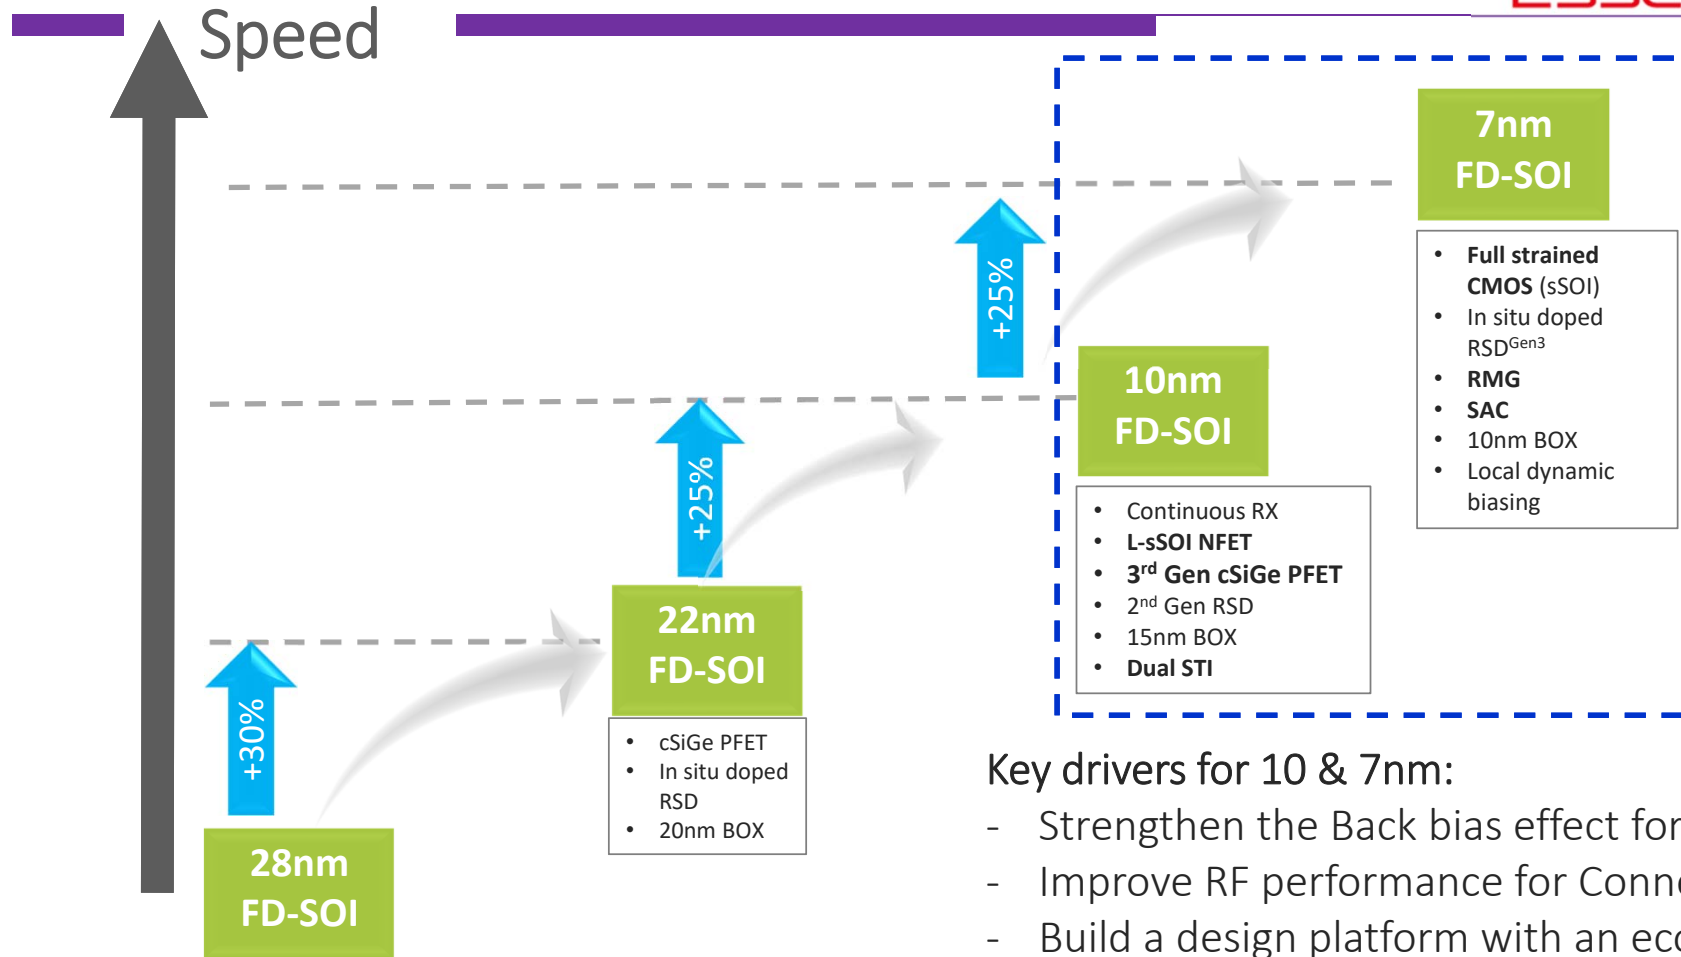 Speed
7nm
FD-SOI
• Full strained
CMOS (sSOI)
• In situ doped
RSDGen3
• RMG
• SAC
• 10nm BOX
• Local dynamic
biasing
+25%
10nm
FD-SOI
• Continuous RX
• L-sSOI NFET
• 3rd Gen cSiGe PFET
• 2nd Gen RSD
• 15nm BOX
• Dual STI
+25%
22nm
FD-SOI
• cSiGe PFET
• In situ doped
RSD
• 20nm BOX
+30%
28nm
FD-SOI
Key drivers for 10 & 7nm:
- Strengthen the Back bias effect for
- Improve RF performance for Conne
- Build a design platform with an eco